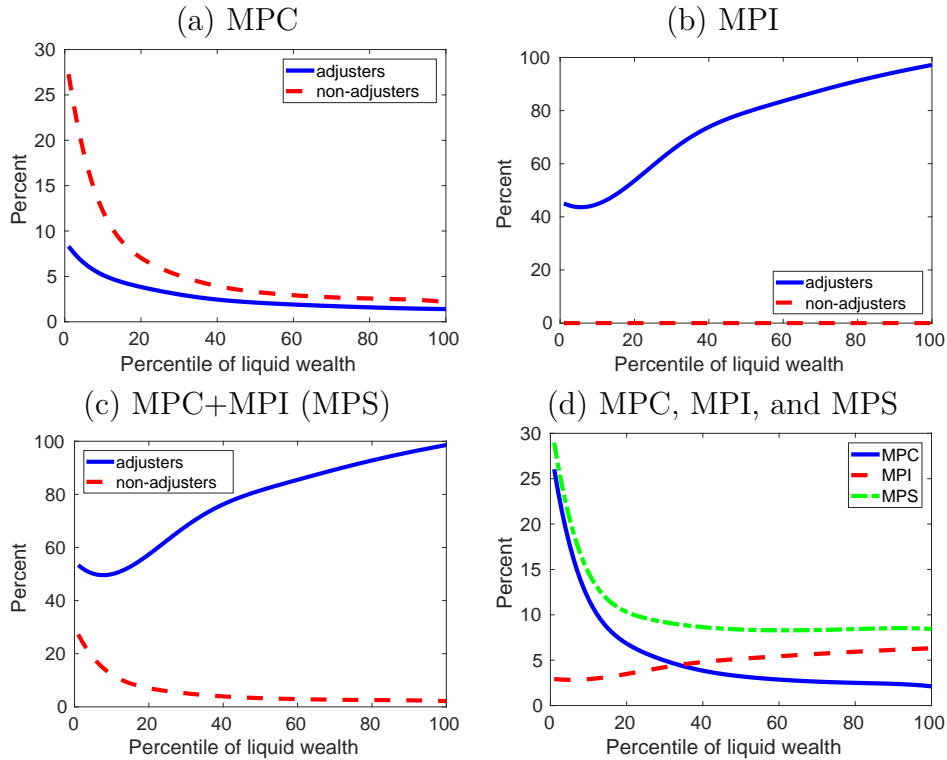 (a) MPC
30
25
20
15
10
5
0
Percent
adjusters
non-adjusters
0 20 40 60 80 100
Percentile of liquid wealth
(b) MPI
100
80
60
40
20
0
Percent
adjusters
non-adjusters
0 20 40 60 80 100
Percentile of liquid wealth
(c) MPC+MPI (MPS)
100
80
60
40
20
0
Percent
adjusters
non-adjusters
0 20 40 60 80 100
Percentile of liquid wealth
(d) MPC, MPI, and MPS
30
25
20
15
10
5
0
Percent
MPC
MPI
MPS
0 20 40 60 80 100
Percentile of liquid wealth